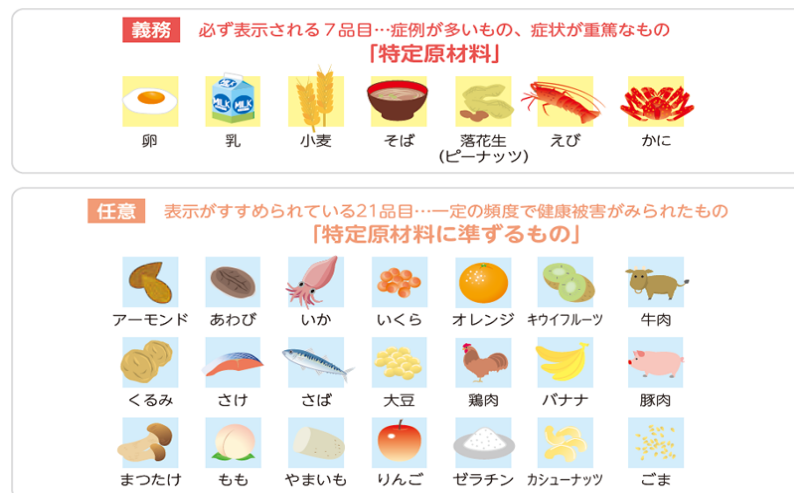 義務 必ず表示される7品目…症例が多いもの、症状が重篤なもの
「特定原材料」
MILK MILK
卵 乳 小麦 そば 落花生 えび かに
(ピーナッツ)
任意 表示がすすめられている21品目…一定の頻度で健康被害がみられたもの
「特定原材料に準ずるもの」
アーモンド あわび いか いくら オレンジ キウイフルーツ 牛肉
くるみ さけ さば 大豆 鶏肉 バナナ 豚肉
まつたけ もも やまいも りんご ゼラチン カシューナッツ ごま